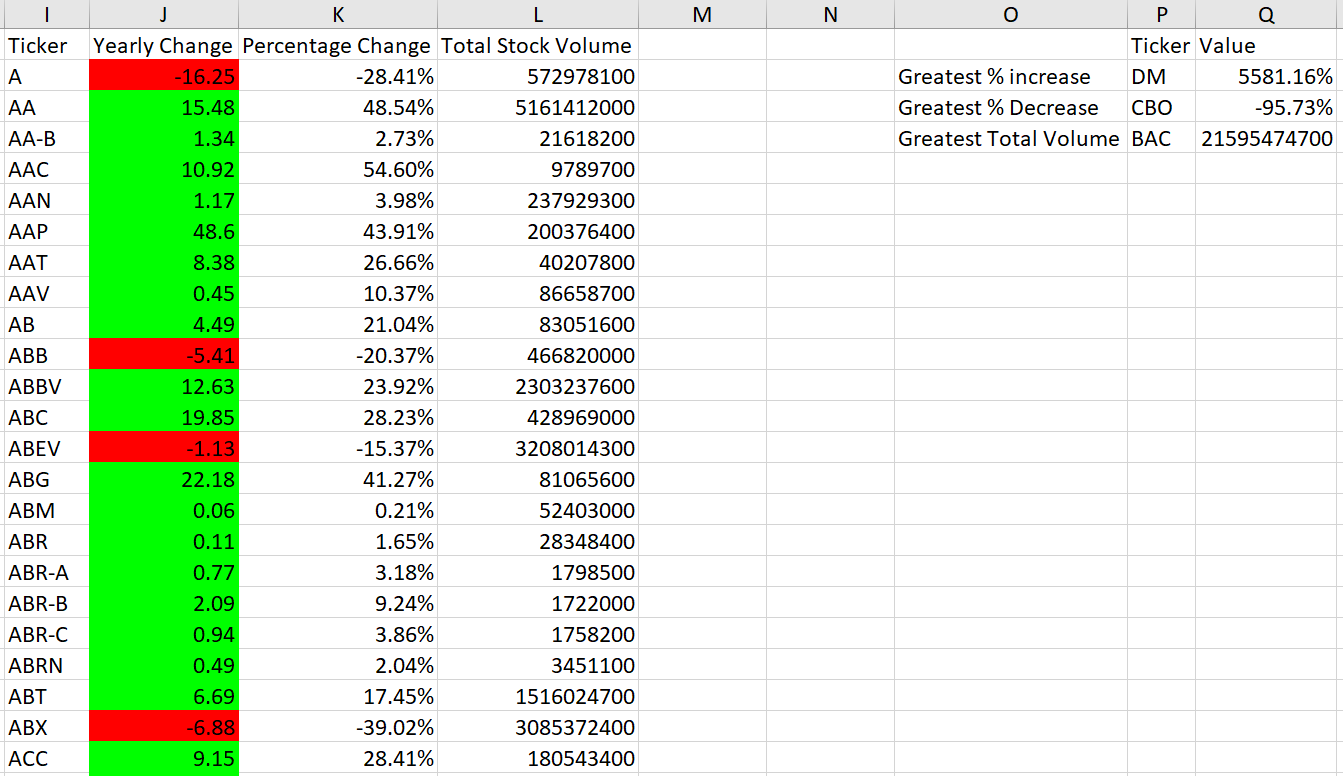 I J K L M N O P Q
Ticker Yearly Change Percentage Change Total Stock Volume Ticker Value
A -16.25 -28.41% 572978100 Greatest % increase DM 5581.16%
AA 15.48 48.54% 5161412000 Greatest % Decrease CBO -95.73%
AA-B 1.34 2.73% 21618200 Greatest Total Volume BAC 21595474700
AAC 10.92 54.60% 9789700
AAN 1.17 3.98% 237929300
AAP 48.6 43.91% 200376400
AAT 8.38 26.66% 40207800
AAV 0.45 10.37% 86658700
AB 4.49 21.04% 83051600
ABB -5.41 -20.37% 466820000
ABBV 12.63 23.92% 2303237600
ABC 19.85 28.23% 428969000
ABEV -1.13 -15.37% 3208014300
ABG 22.18 41.27% 81065600
ABM 0.06 0.21% 52403000
ABR 0.11 1.65% 28348400
ABR-A 0.77 3.18% 1798500
ABR-B 2.09 9.24% 1722000
ABR-C 0.94 3.86% 1758200
ABRN 0.49 2.04% 3451100
ABT 6.69 17.45% 1516024700
ABX -6.88 -39.02% 3085372400
ACC 9.15 28.41% 180543400